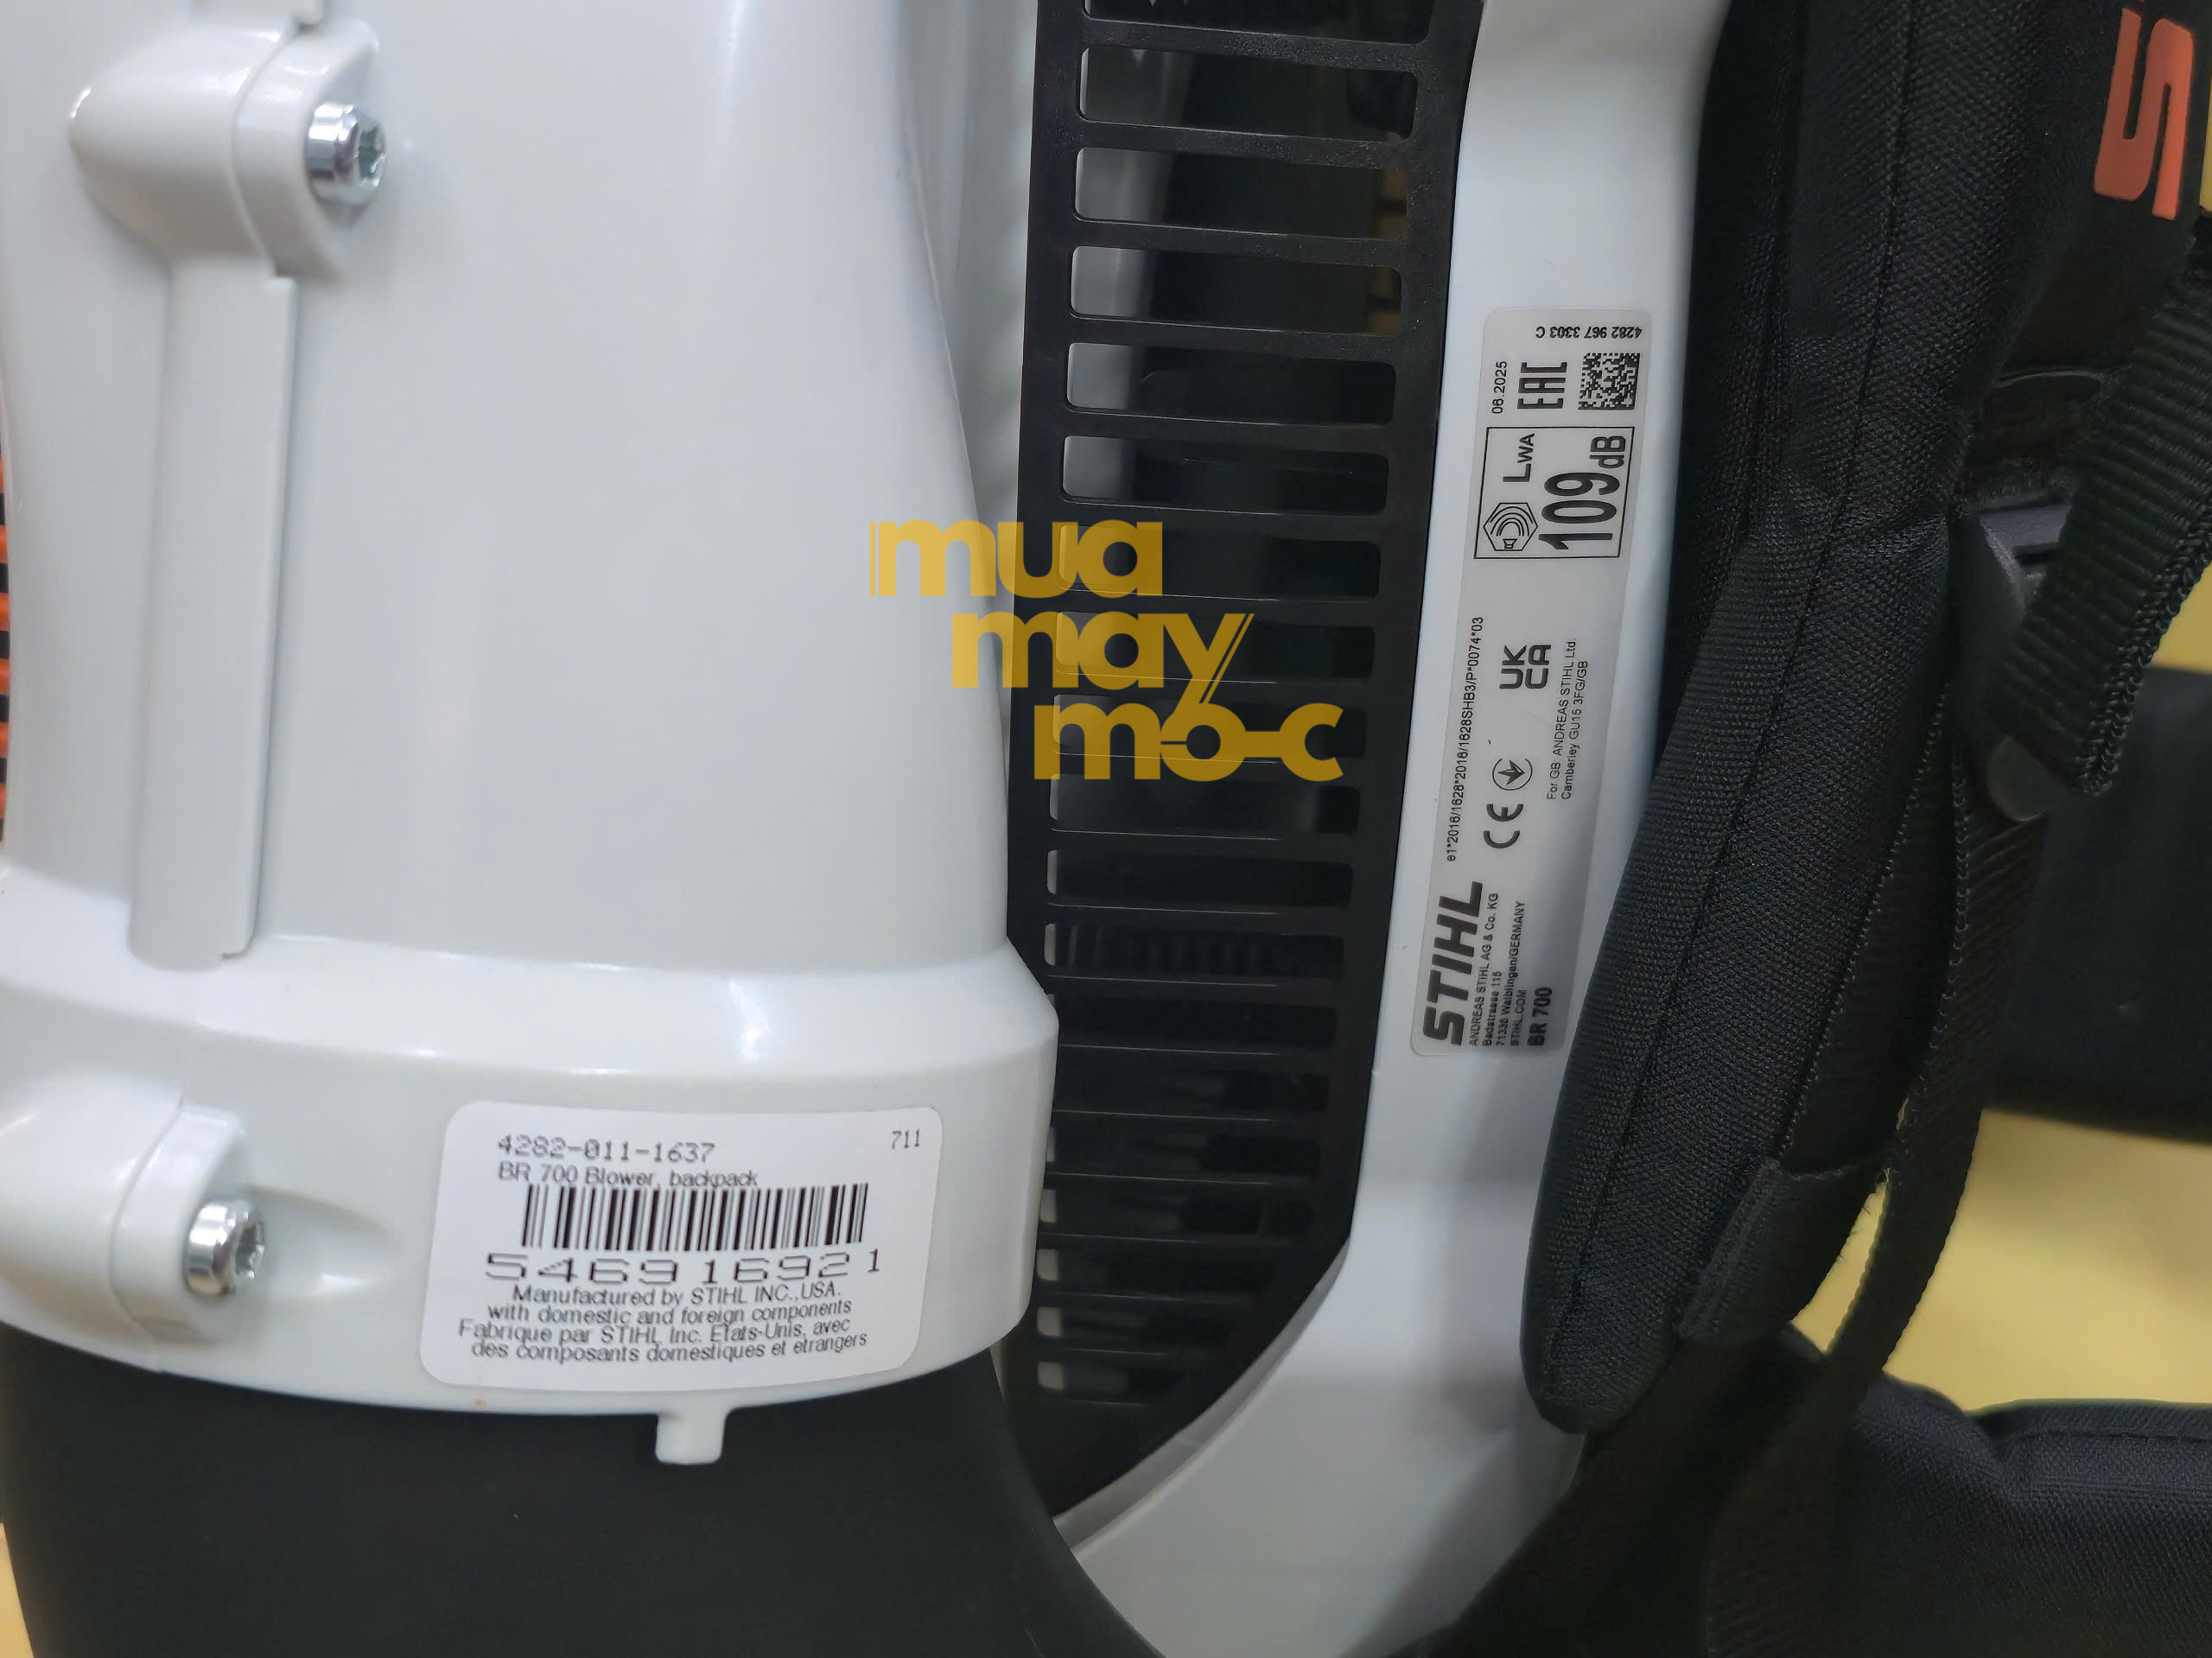 4282-011-1637
711
BR 700 Blower, backpack
546916921
Manufactured by STIHL INC.,USA.
with domestic and foreign components
Fabrique par STIHL Inc. Etats-Unis, avec
des composants domestiques et etrangers
mua
may
mo-c
STIHL
ANDREAS STIHL AG & Co. KG
Badstrasse 115
71336 Waiblingen/GERMANY
STIHL.COM
BR 700
e1*2016/1628*2016/1628SHB3/P*0074*03
CE
UK
CA
For GB: ANDREAS STIHL Ltd.
Camberley GU15 3FG/GB
LWA
109dB
06.2025
EAC
4282 967 3303 C
S